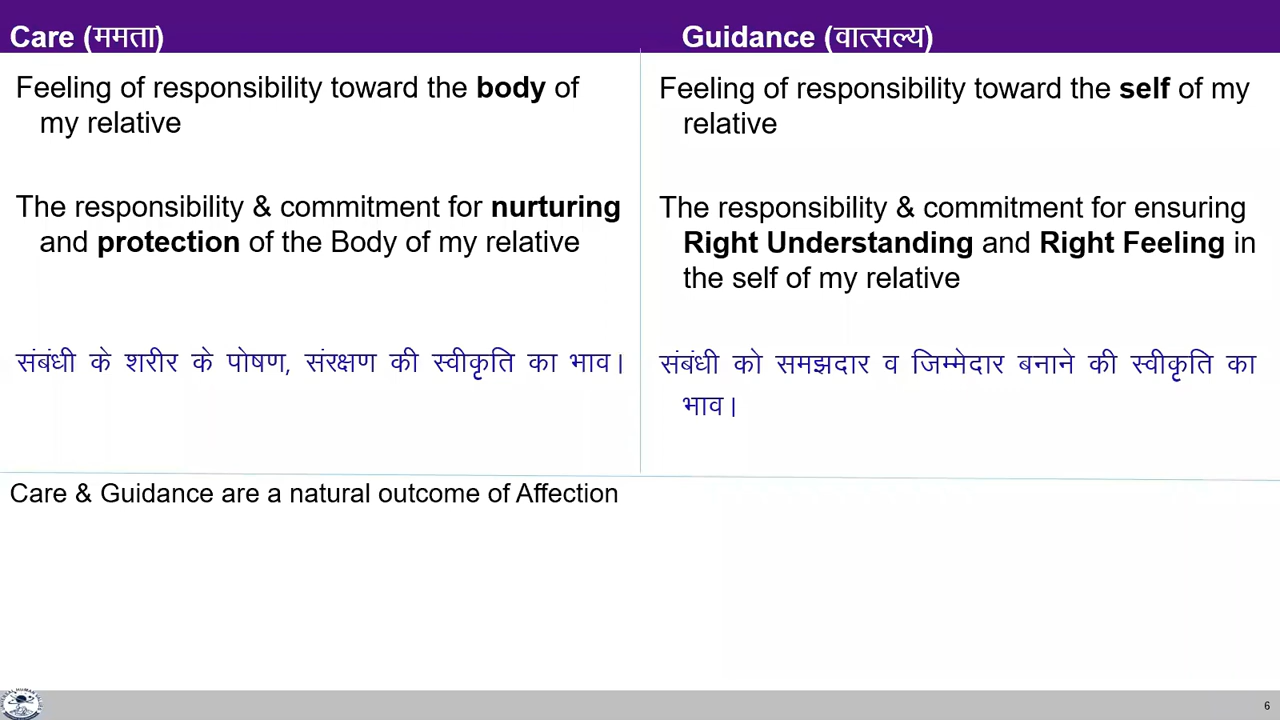 Care (ममता)
Guidance (वात्सल्य)
Feeling of responsibility toward the body of
my relative
The responsibility & commitment for nurturing
and protection of the Body of my relative
संबंधी के शरीर के पोषण, संरक्षण की स्वीकृति का भाव।
Feeling of responsibility toward the self of my
relative
The responsibility & commitment for ensuring
Right Understanding and Right Feeling in
the self of my relative
संबंधी को समझदार व जिम्मेदार बनाने की स्वीकृति का
भाव।
Care & Guidance are a natural outcome of Affection
6